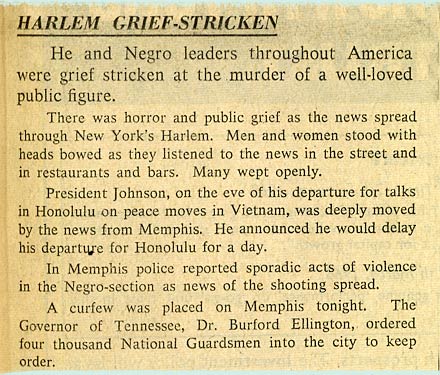 HARLEM GRIEF-STRICKEN
He and Negro leaders throughout America
were grief stricken at the murder of a well-loved
public figure.
There was horror and public grief as the news spread
through New York's Harlem. Men and women stood with
heads bowed as they listened to the news in the street and
in restaurants and bars. Many wept openly.
President Johnson, on the eve of his departure for talks
in Honolulu on peace moves in Vietnam, was deeply moved
by the news from Memphis. He announced he would delay
his departure for Honolulu for a day.
In Memphis police reported sporadic acts of violence
in the Negro-section as news of the shooting spread.
A curfew was placed on Memphis tonight. The
Governor of Tennessee, Dr. Burford Ellington, ordered
four thousand National Guardsmen into the city to keep
order.